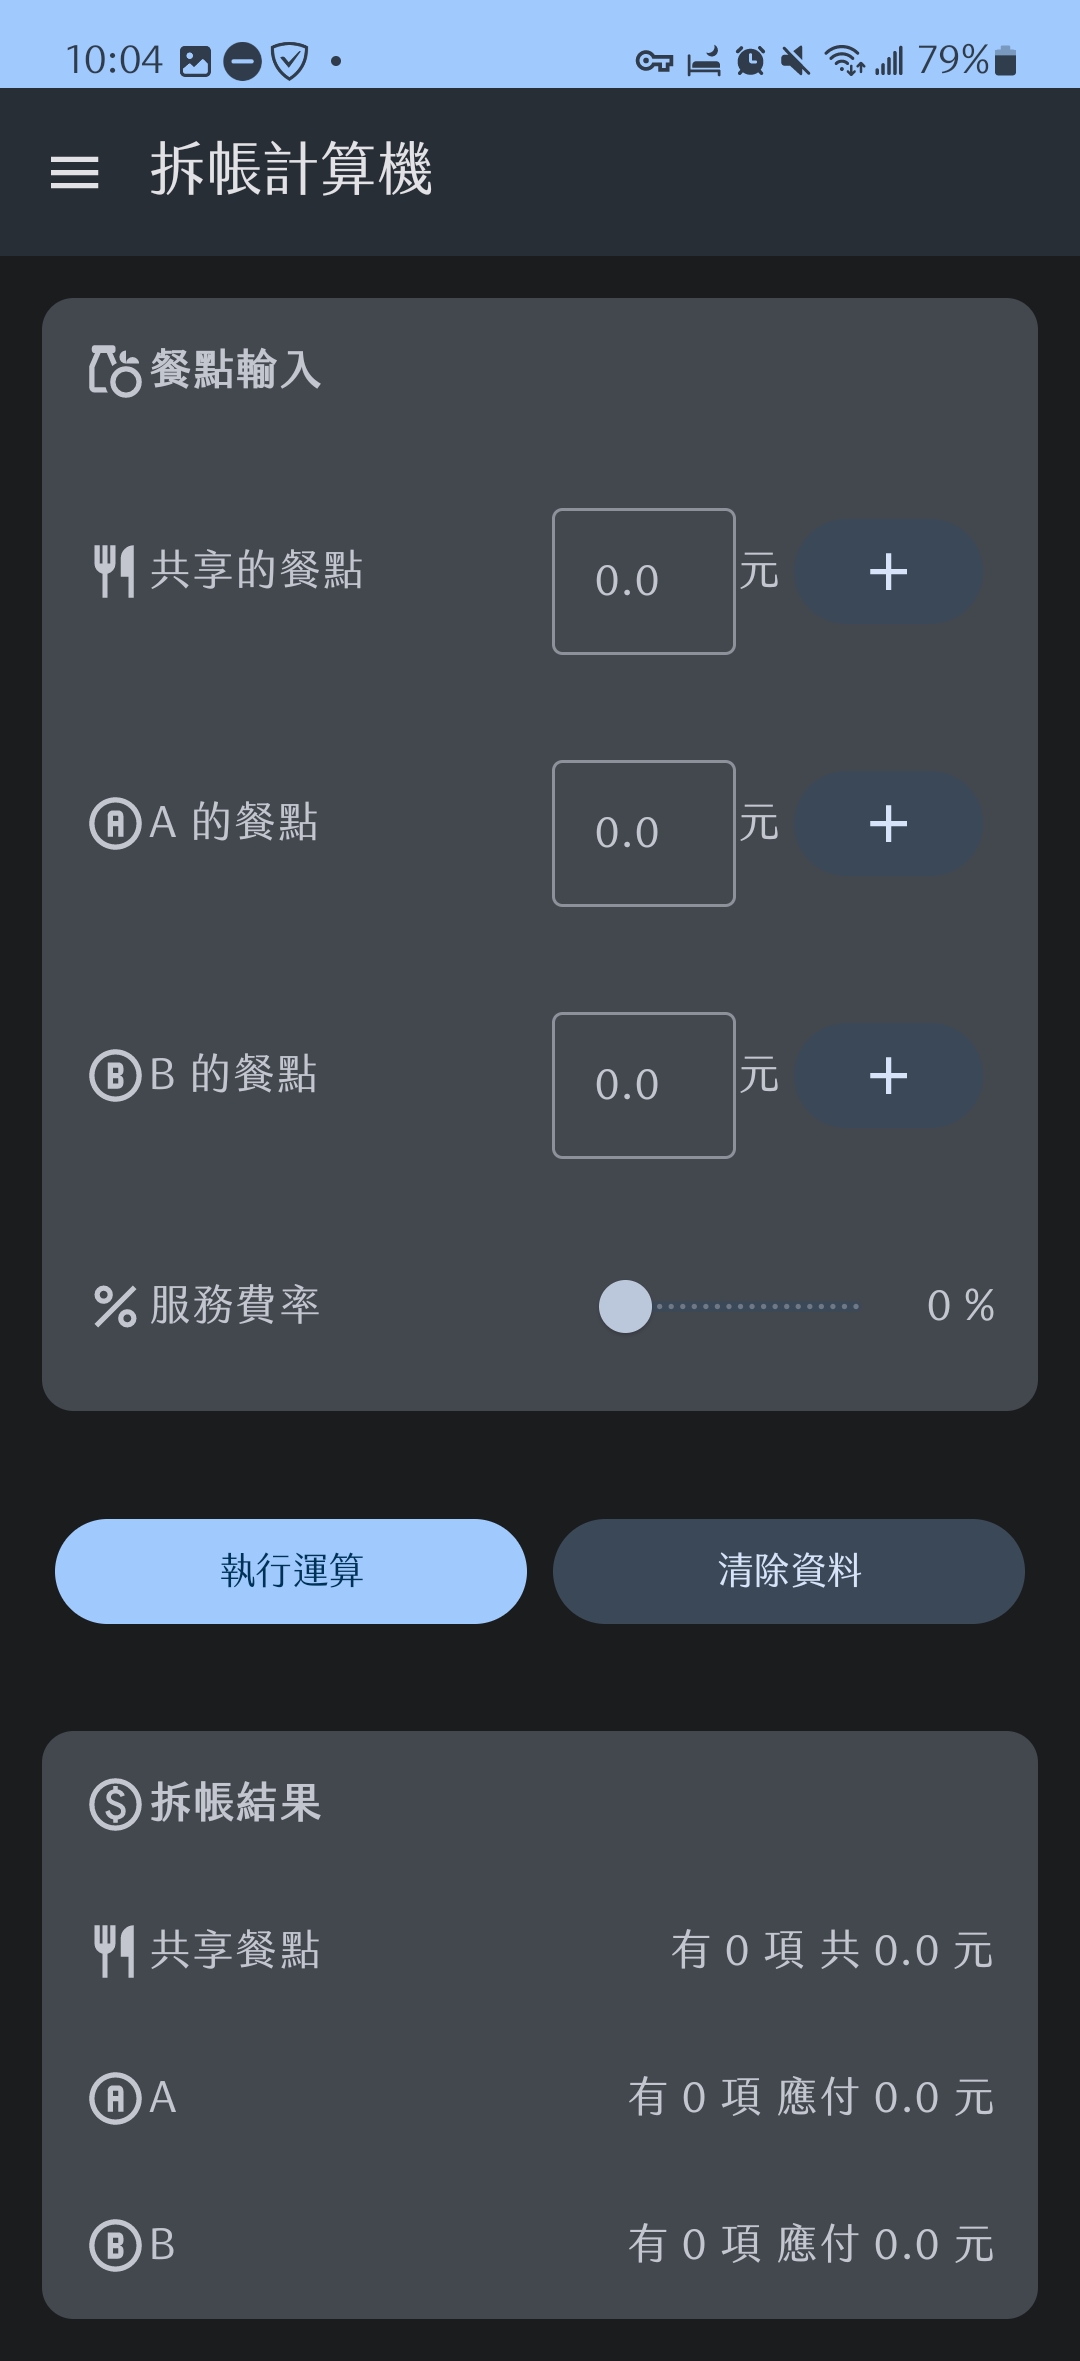 10:04 79%
拆帳計算機
餐點輸入
共享的餐點 0.0 元 +
A 的餐點 0.0 元 +
B 的餐點 0.0 元 +
服務費率 0 %
執行運算 清除資料
拆帳結果
共享餐點 有 0 項 共 0.0 元
A 有 0 項 應付 0.0 元
B 有 0 項 應付 0.0 元